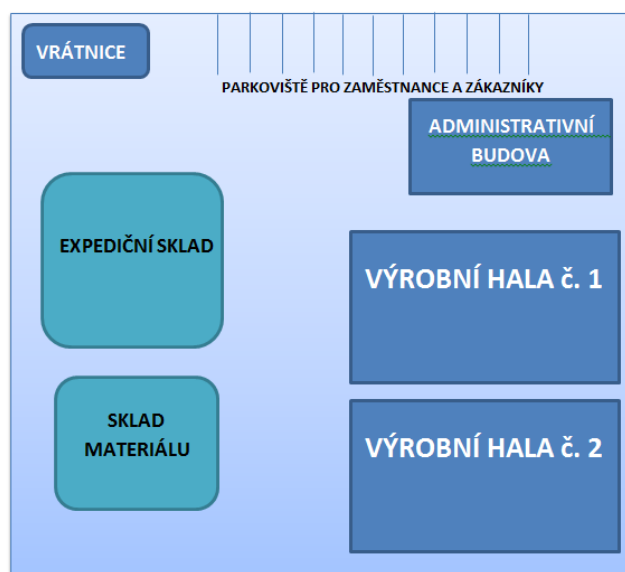 VRÁTNICE
PARKOVIŠTĚ PRO ZAMĚSTNANCE A ZÁKAZNÍKY
ADMINISTRATIVNÍ
BUDOVA
EXPEDIČNÍ SKLAD
VÝROBNÍ HALA č. 1
SKLAD
MATERIÁLU
VÝROBNÍ HALA č. 2